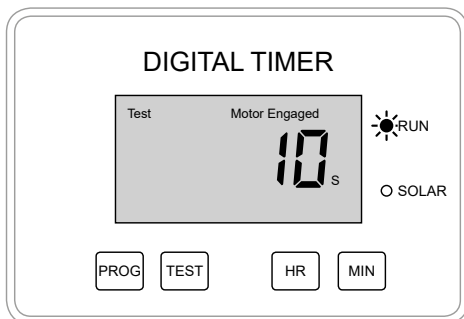 DIGITAL TIMER
Test Motor Engaged
RUN
10 S
SOLAR
PROG TEST HR MIN